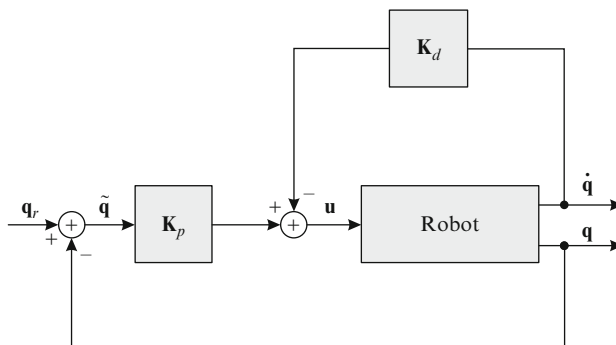 K_d
q_r
+
−
+
q̃
K_p
+
−
+
u
Robot
q̇
q